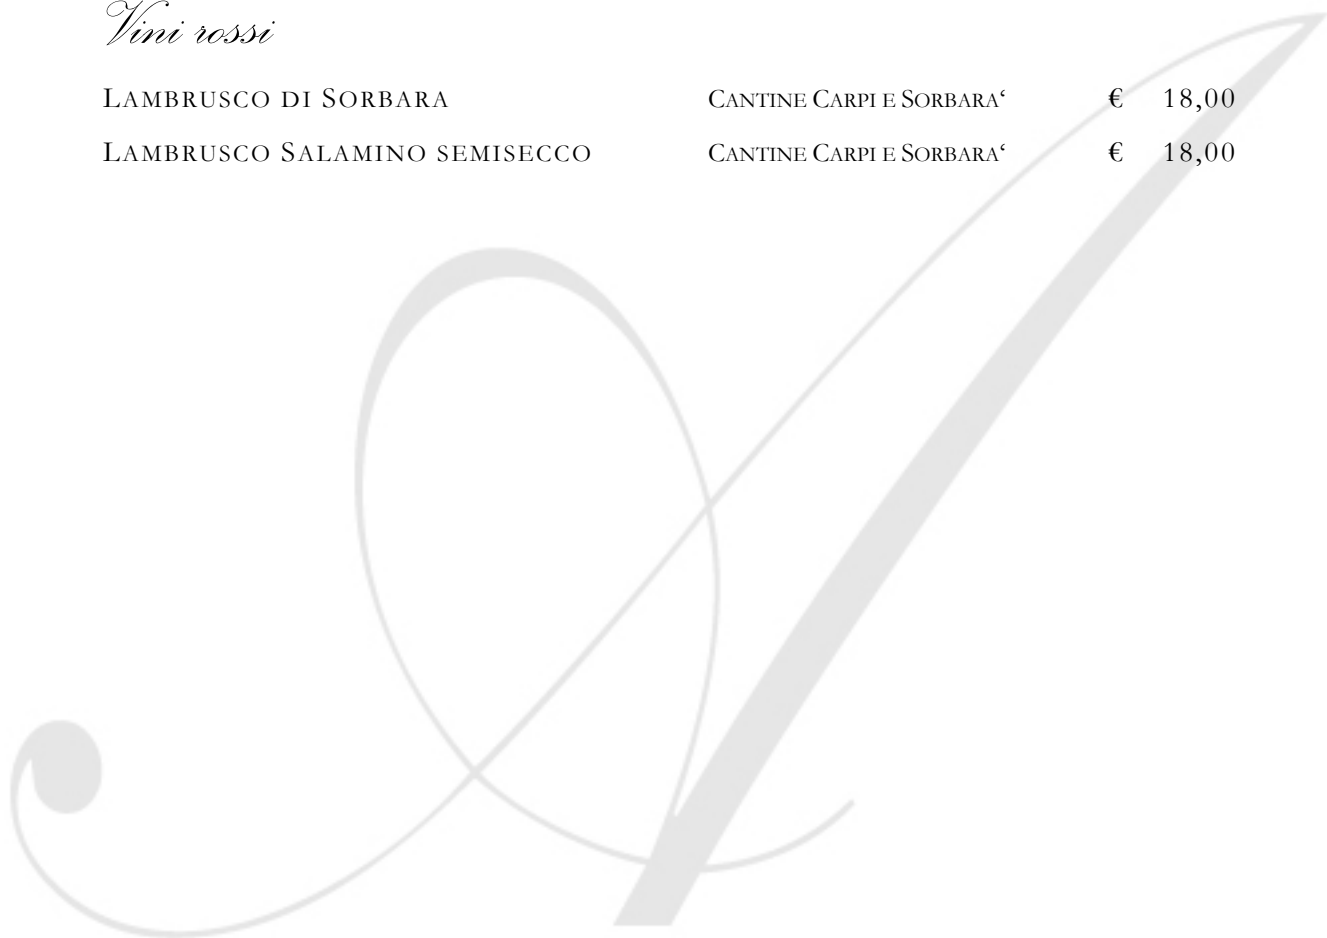 Vini rossi
LAMBRUSCO DI SORBARA CANTINE CARPI E SORBARA‘ € 18,00
LAMBRUSCO SALAMINO SEMISECCO CANTINE CARPI E SORBARA‘ € 18,00
A